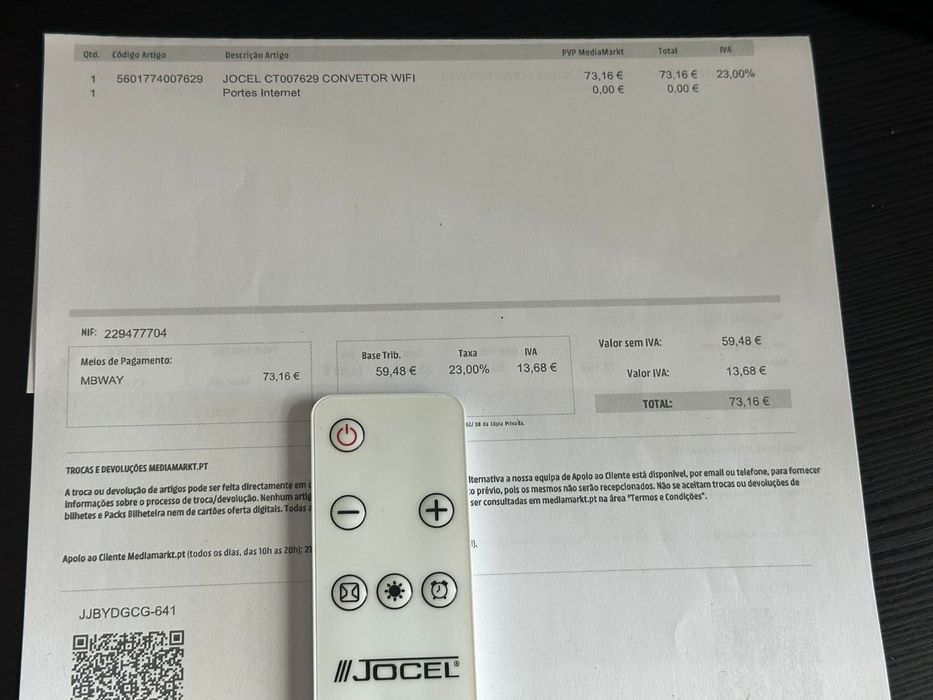 Qtd. Código Artigo Descrição Artigo PVP MediaMarkt Total IVA
1 5601774007629 JOCEL CT007629 CONVETOR WIFI 73,16 € 73,16 € 23,00%
1 Portes Internet 0,00 € 0,00 €
NIF: 229477704
Meios de Pagamento:
MBWAY 73,16 €
Base Trib. Taxa IVA
59,48 € 23,00% 13,68 €
Valor sem IVA: 59,48 €
Valor IVA: 13,68 €
TOTAL: 73,16 €
da Cópia Privada.
TROCAS E DEVOLUÇÕES MEDIAMARKT.PT
A troca ou devolução de artigos pode ser feita directamente em lternativa a nossa equipa de Apoio ao Cliente está disponível, por email ou telefone, para fornecer
informações sobre o processo de troca/devolução. Nenhum artig o prévio, pois os mesmos não serão recepcionados. Não se aceitam trocas ou devoluções de
bilhetes e Packs Bilheteira nem de cartões oferta digitais. Todas a ser consultadas em mediamarkt.pt na área "Termos e Condições".
Apoio ao Cliente Mediamarkt.pt (todos os dias, das 10h as 20h): 21 ).
JJBYDGCG-641
JOCEL®